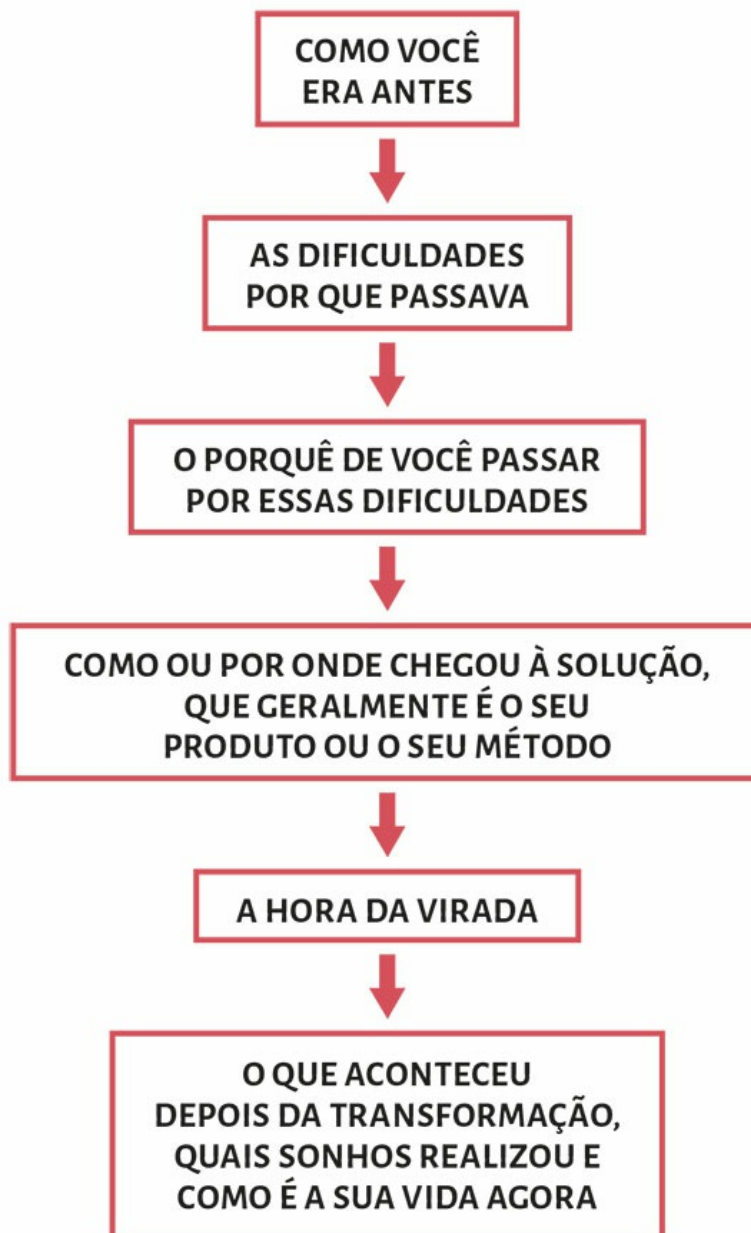 COMO VOCÊ
ERA ANTES
AS DIFICULDADES
POR QUE PASSAVA
O PORQUÊ DE VOCÊ PASSAR
POR ESSAS DIFICULDADES
COMO OU POR ONDE CHEGOU À SOLUÇÃO,
QUE GERALMENTE É O SEU
PRODUTO OU O SEU MÉTODO
A HORA DA VIRADA
O QUE ACONTECEU
DEPOIS DA TRANSFORMAÇÃO,
QUAIS SONHOS REALIZOU E
COMO É A SUA VIDA AGORA